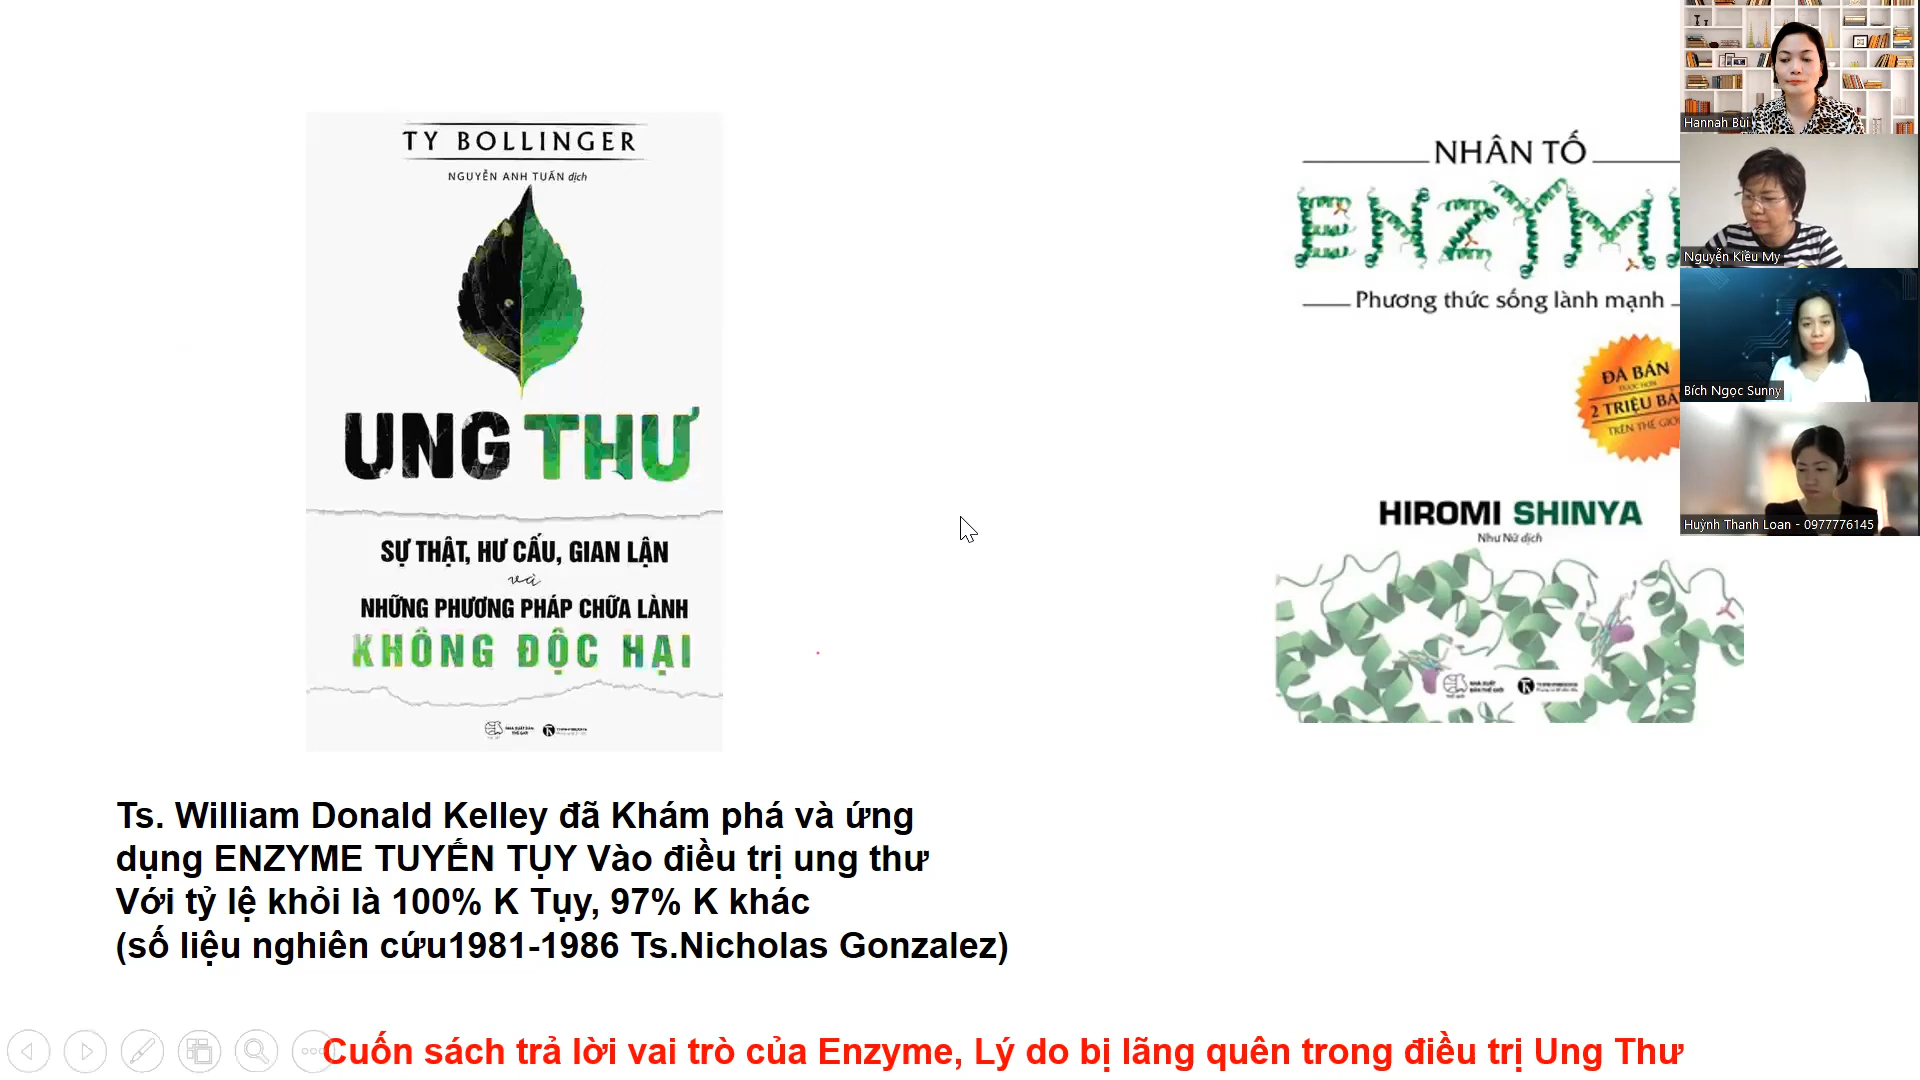 TY BOLLINGER
NGUYỄN ANH TUẤN dịch
UNG THƯ
SỰ THẬT, HƯ CẤU, GIAN LẬN
và
NHỮNG PHƯƠNG PHÁP CHỮA LÀNH
KHÔNG ĐỘC HẠI
NHÂN TỐ
ENZYM
Phương thức sống lành mạnh
ĐÃ BÁN
ĐƯỢC HƠN
2 TRIỆU BẢ
TRÊN THẾ GIỚ
HIROMI SHINYA
Như Nữ dịch
Hannah Bùi
Nguyễn Kiều My
Bích Ngọc Sunny
Huỳnh Thanh Loan - 0977776145
Ts. William Donald Kelley đã Khám phá và ứng
dụng ENZYME TUYẾN TỤY Vào điều trị ung thư
Với tỷ lệ khỏi là 100% K Tụy, 97% K khác
(số liệu nghiên cứu1981-1986 Ts.Nicholas Gonzalez)
Cuốn sách trả lời vai trò của Enzyme, Lý do bị lãng quên trong điều trị Ung Thư